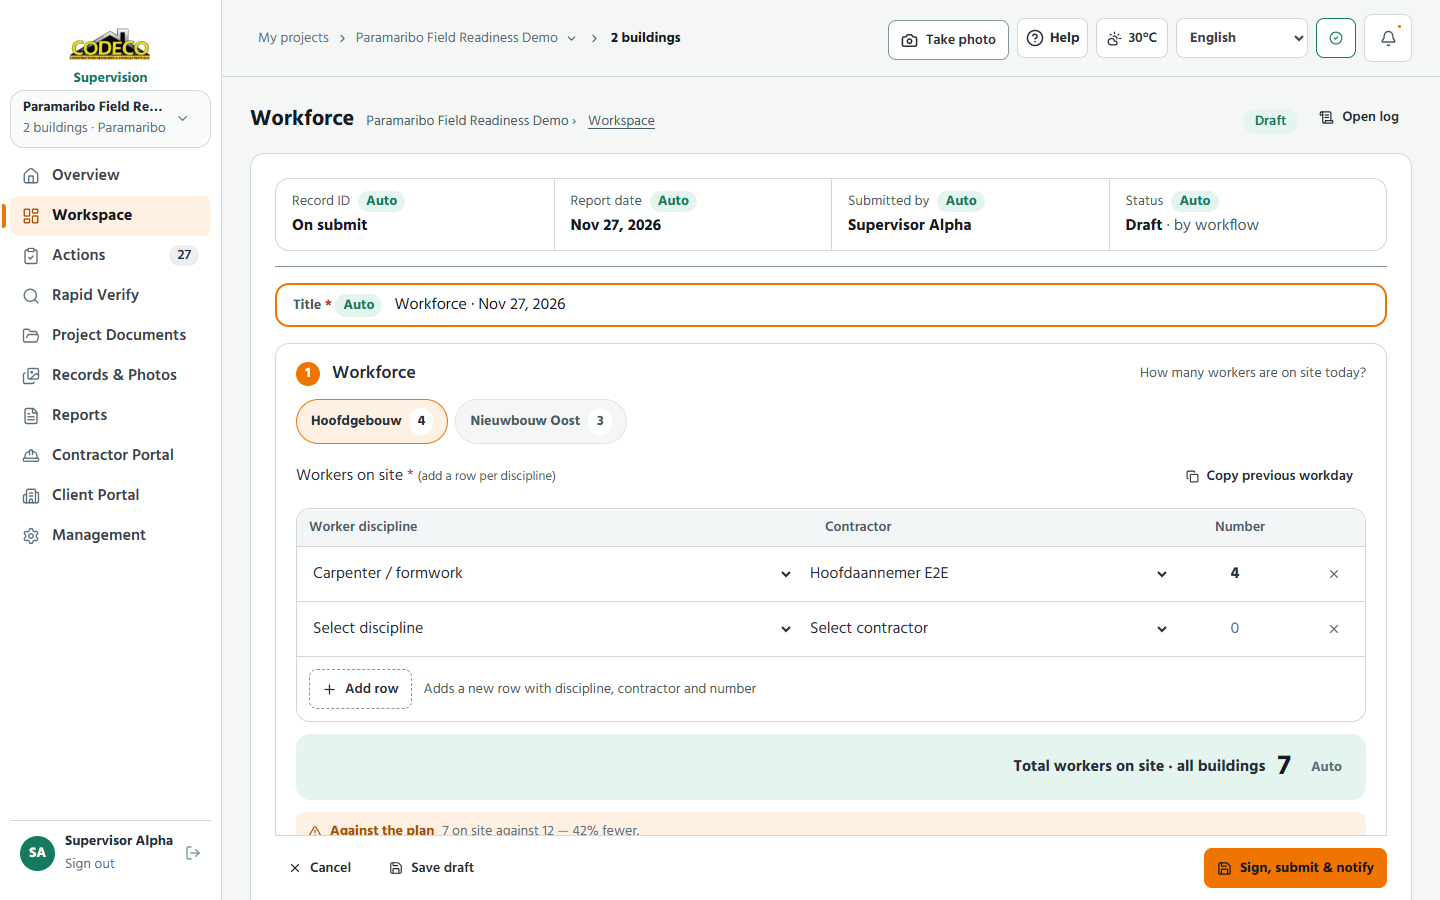 CODECO
Supervision
Paramaribo Field Re...
2 buildings · Paramaribo
Overview
Workspace
Actions 27
Rapid Verify
Project Documents
Records & Photos
Reports
Contractor Portal
Client Portal
Management
SA Supervisor Alpha
Sign out
My projects › Paramaribo Field Readiness Demo › 2 buildings
Take photo
Help
30°C
English
Workforce Paramaribo Field Readiness Demo › Workspace
Draft
Open log
Record ID Auto
On submit
Report date Auto
Nov 27, 2026
Submitted by Auto
Supervisor Alpha
Status Auto
Draft · by workflow
Title * Auto Workforce · Nov 27, 2026
1 Workforce
How many workers are on site today?
Hoofdgebouw 4
Nieuwbouw Oost 3
Workers on site * (add a row per discipline)
Copy previous workday
Worker discipline Contractor Number
Carpenter / formwork Hoofdaannemer E2E 4
Select discipline Select contractor 0
+ Add row Adds a new row with discipline, contractor and number
Total workers on site · all buildings 7 Auto
Against the plan 7 on site against 12 — 42% fewer.
Cancel
Save draft
Sign, submit & notify